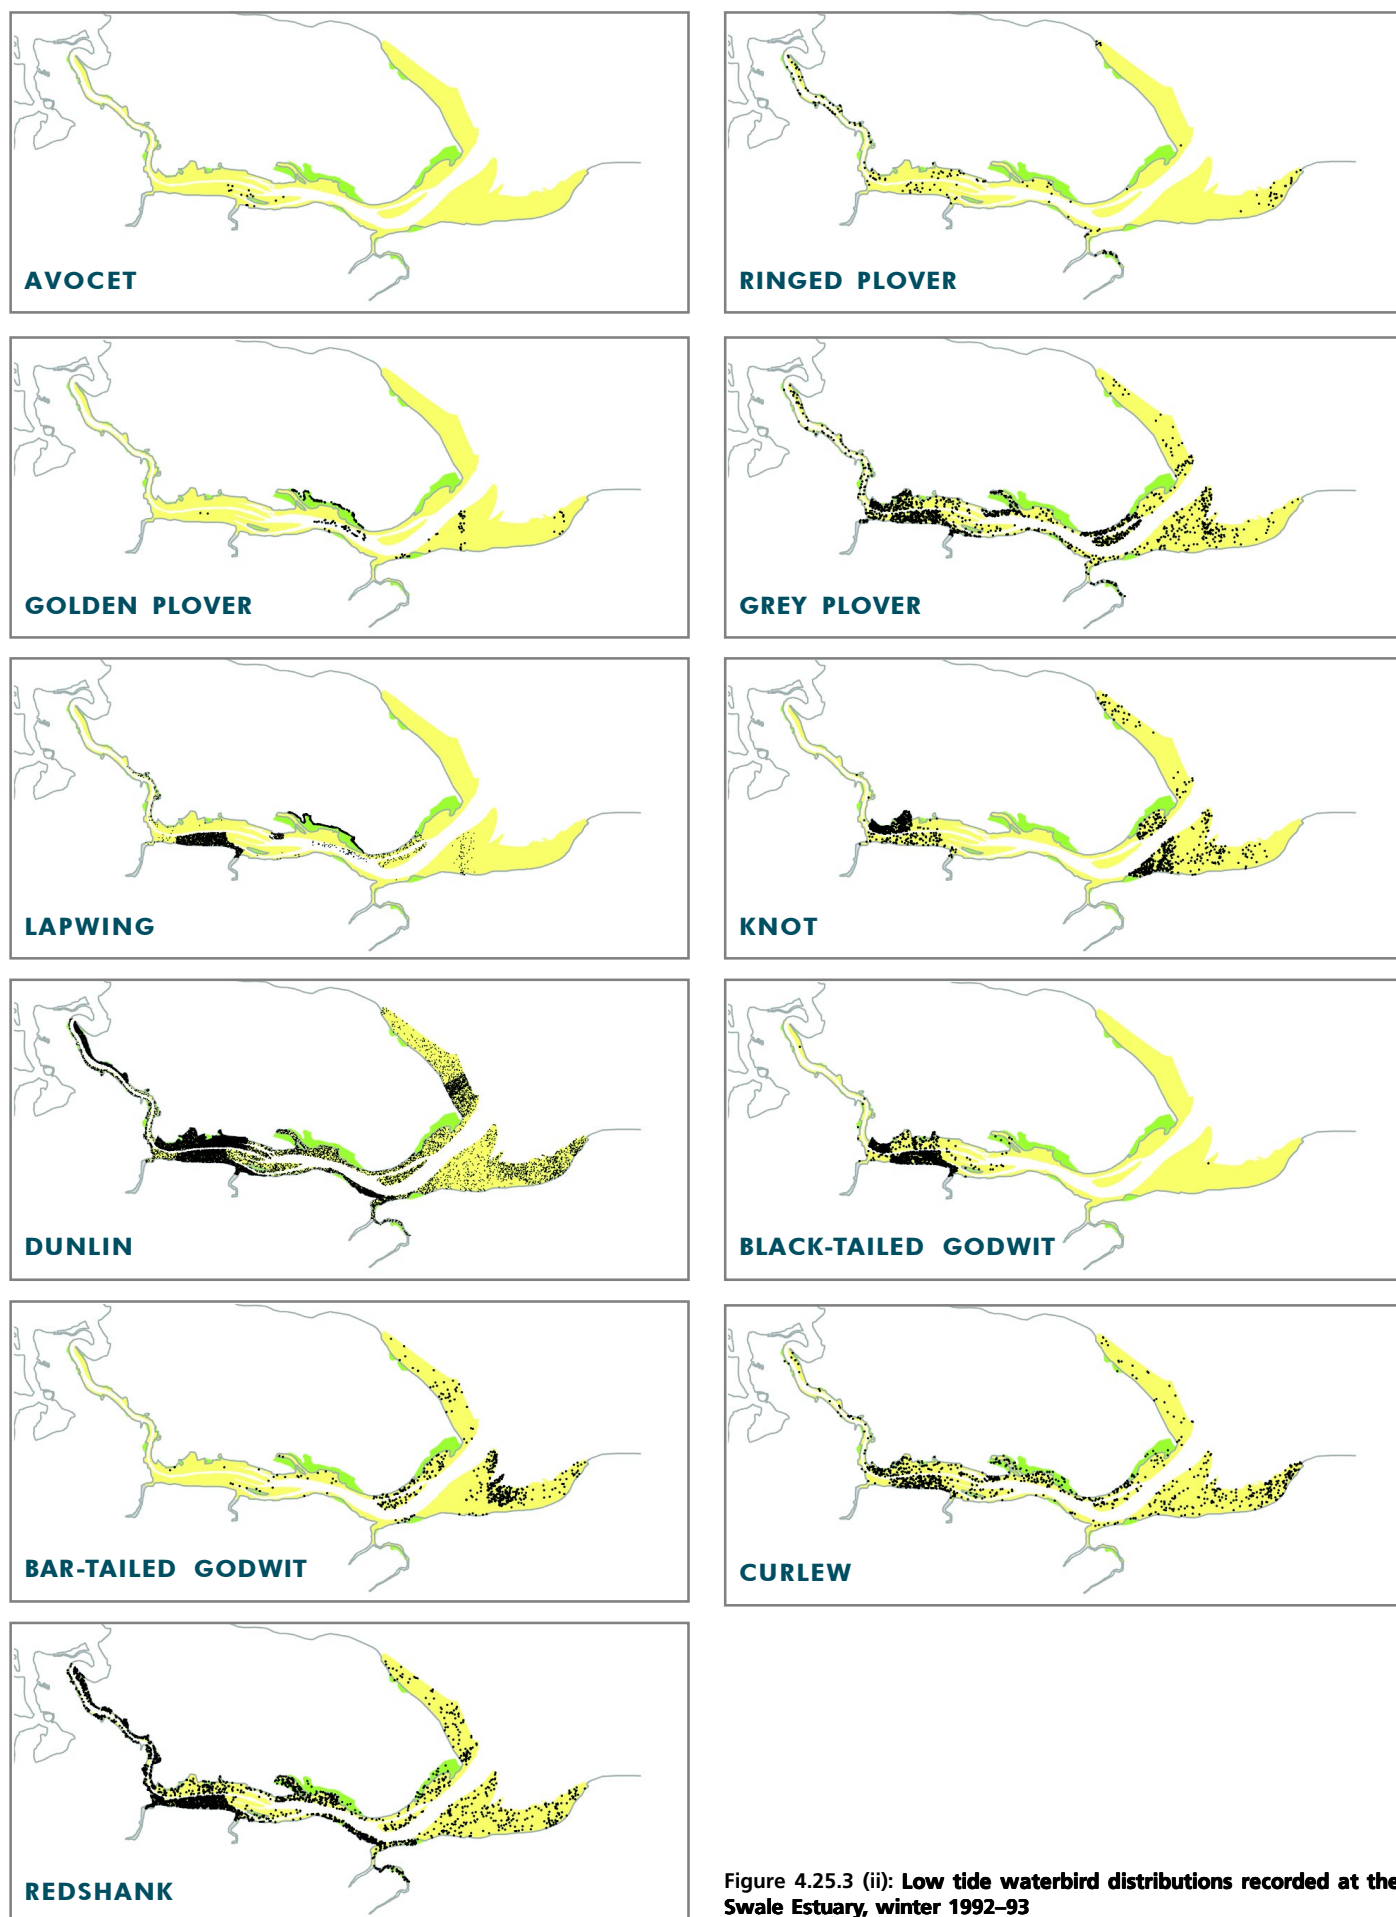 AVOCET
RINGED PLOVER
GOLDEN PLOVER
GREY PLOVER
LAPWING
KNOT
DUNLIN
BLACK-TAILED GODWIT
BAR-TAILED GODWIT
CURLEW
REDSHANK
Figure 4.25.3 (ii): Low tide waterbird distributions recorded at the
Swale Estuary, winter 1992–93